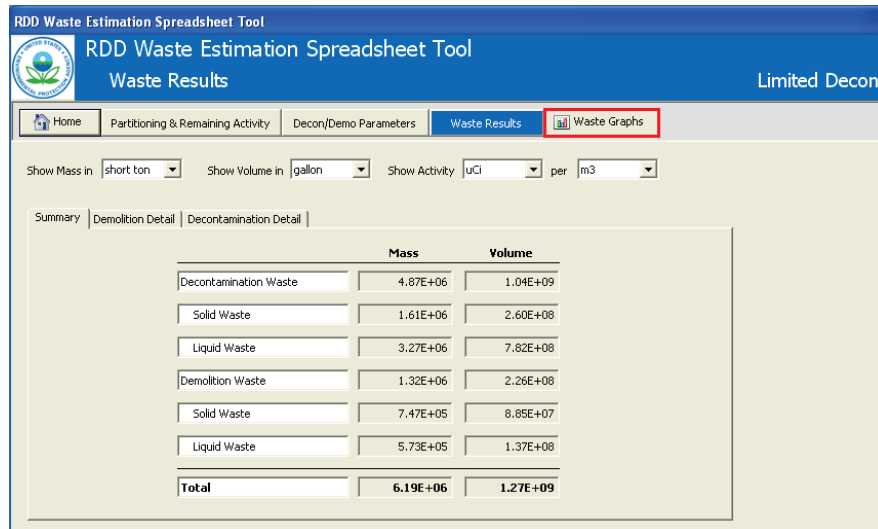 RDD Waste Estimation Spreadsheet Tool
RDD Waste Estimation Spreadsheet Tool
Waste Results
Limited Decon
Home Partitioning & Remaining Activity Decon/Demo Parameters Waste Results Waste Graphs
Show Mass in short ton Show Volume in gallon Show Activity uCi per m3
Summary Demolition Detail Decontamination Detail
Mass Volume
Decontamination Waste 4.87E+06 1.04E+09
Solid Waste 1.61E+06 2.60E+08
Liquid Waste 3.27E+06 7.82E+08
Demolition Waste 1.32E+06 2.26E+08
Solid Waste 7.47E+05 8.85E+07
Liquid Waste 5.73E+05 1.37E+08
Total 6.19E+06 1.27E+09